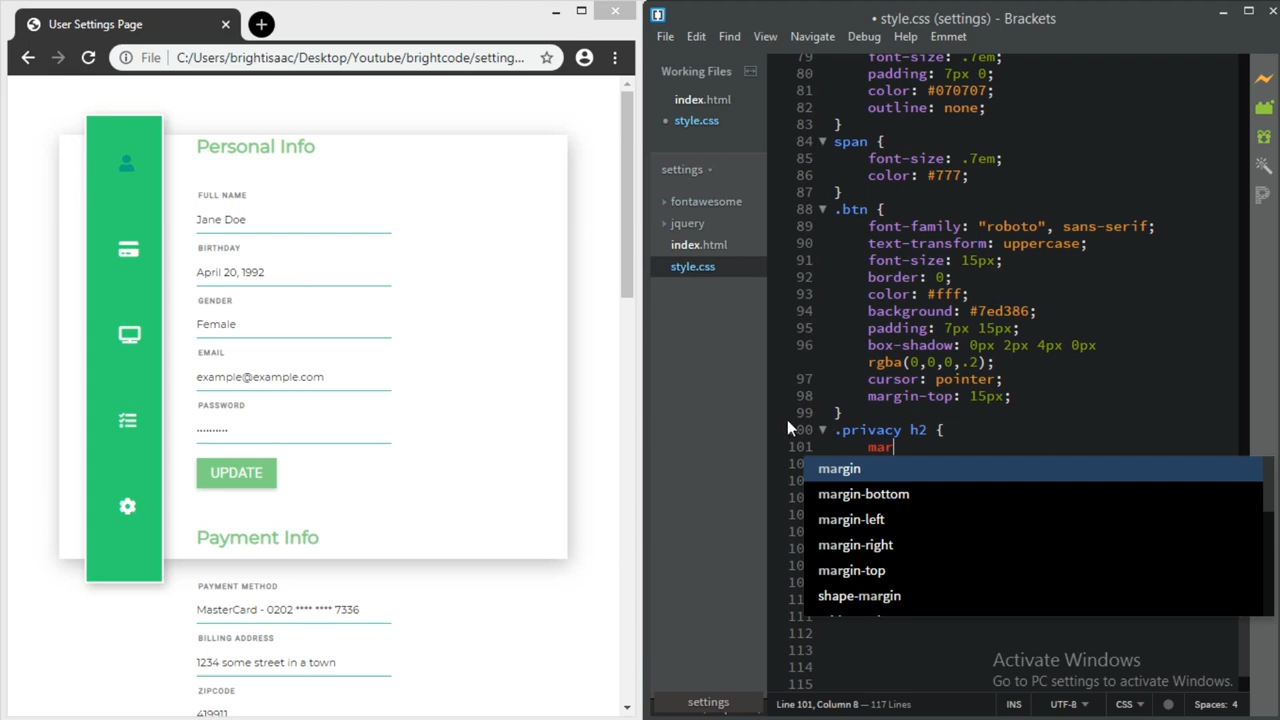 User Settings Page
File
C:/Users/brightisaac/Desktop/Youtube/brightcode/setting...
Personal Info
FULL NAME
Jane Doe
BIRTHDAY
April 20, 1992
GENDER
Female
EMAIL
example@example.com
PASSWORD
UPDATE
Payment Info
PAYMENT METHOD
MasterCard - 0202 **** **** 7336
BILLING ADDRESS
1234 some street in a town
ZIPCODE
419911
• style.css (settings) - Brackets
File Edit Find View Navigate Debug Help Emmet
Working Files
index.html
style.css
settings
fontawesome
jquery
index.html
style.css
79 font-size: .7em;
80 padding: 7px 0;
81 color: #070707;
82 outline: none;
83 }
84 span {
85 font-size: .7em;
86 color: #777;
87 }
88 .btn {
89 font-family: "roboto", sans-serif;
90 text-transform: uppercase;
91 font-size: 15px;
92 border: 0;
93 color: #fff;
94 background: #7ed386;
95 padding: 7px 15px;
96 box-shadow: 0px 2px 4px 0px
rgba(0,0,0,.2);
97 cursor: pointer;
98 margin-top: 15px;
99 }
100 .privacy h2 {
101 mar
margin
margin-bottom
margin-left
margin-right
margin-top
shape-margin
112
113
114
115
Activate Windows
Go to PC settings to activate Windows.
settings
Line 101, Column 8 — 117 Lines
INS
UTF-8
CSS
Spaces: 4